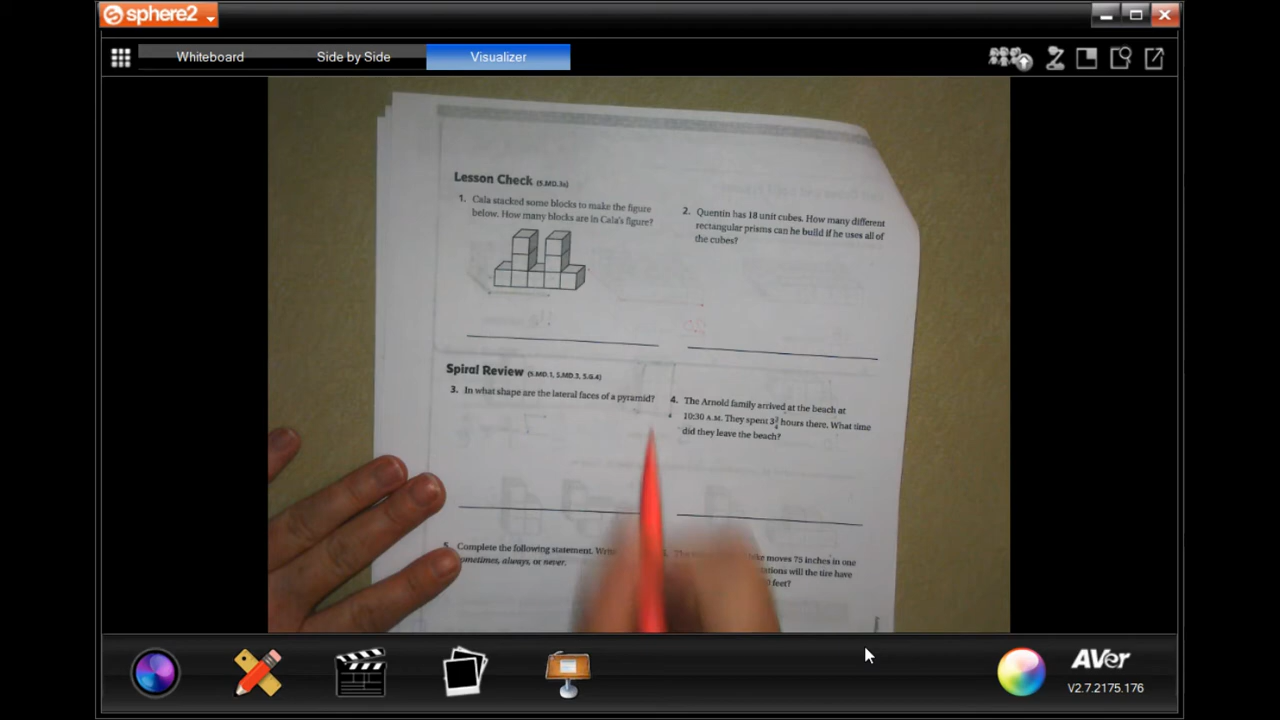 sphere2
Whiteboard
Side by Side
Visualizer
Lesson Check (5.MD.3a)
1. Cala stacked some blocks to make the figure
below. How many blocks are in Cala's figure?
2. Quentin has 18 unit cubes. How many different
rectangular prisms can he build if he uses all of
the cubes?
Spiral Review (5.MD.1, 5.MD.3, 5.G.4)
3. In what shape are the lateral faces of a pyramid?
4. The Arnold family arrived at the beach at
10:30 A.M. They spent 3 3/4 hours there. What time
did they leave the beach?
5. Complete the following statement. Write
sometimes, always, or never.
moves 75 inches in one
will the tire have
feet?
AVer
V2.7.2175.176